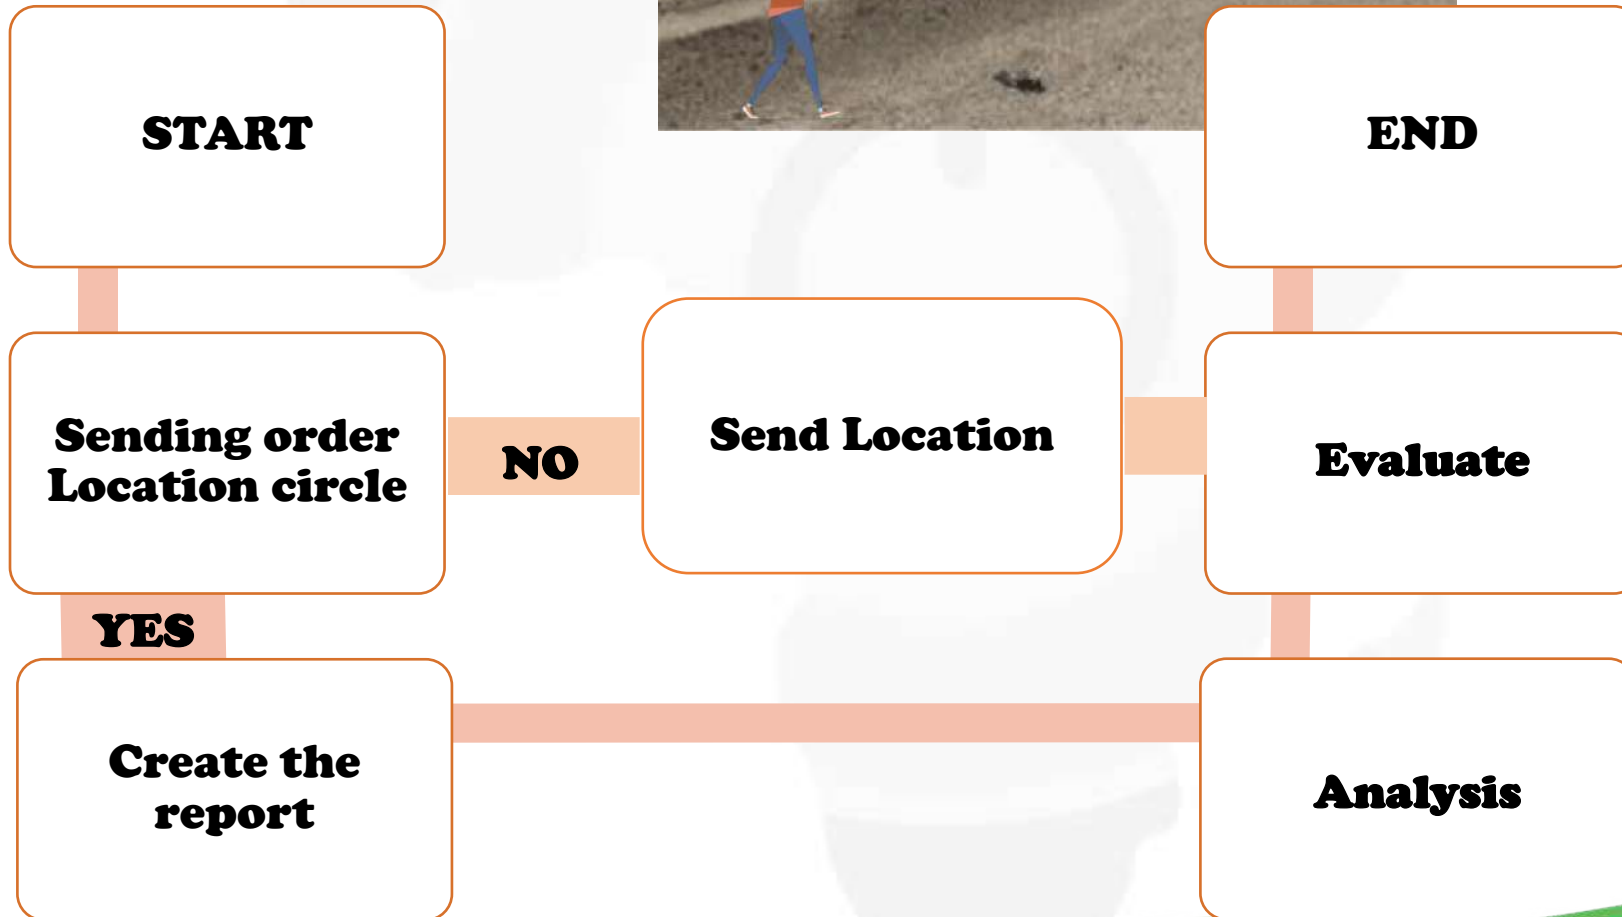 START
END
Sending order
Location circle
NO
Send Location
Evaluate
YES
Create the
report
Analysis